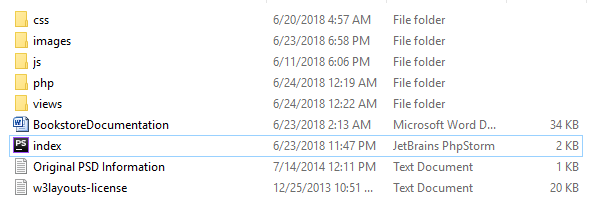 css 6/20/2018 4:57 AM File folder
images 6/23/2018 6:58 PM File folder
js 6/11/2018 6:06 PM File folder
php 6/24/2018 12:19 AM File folder
views 6/24/2018 12:22 AM File folder
BookstoreDocumentation 6/23/2018 2:13 AM Microsoft Word D... 34 KB
PS index 6/23/2018 11:47 PM JetBrains PhpStorm 2 KB
Original PSD Information 7/14/2014 12:11 PM Text Document 1 KB
w3layouts-license 12/25/2013 10:51 ... Text Document 20 KB